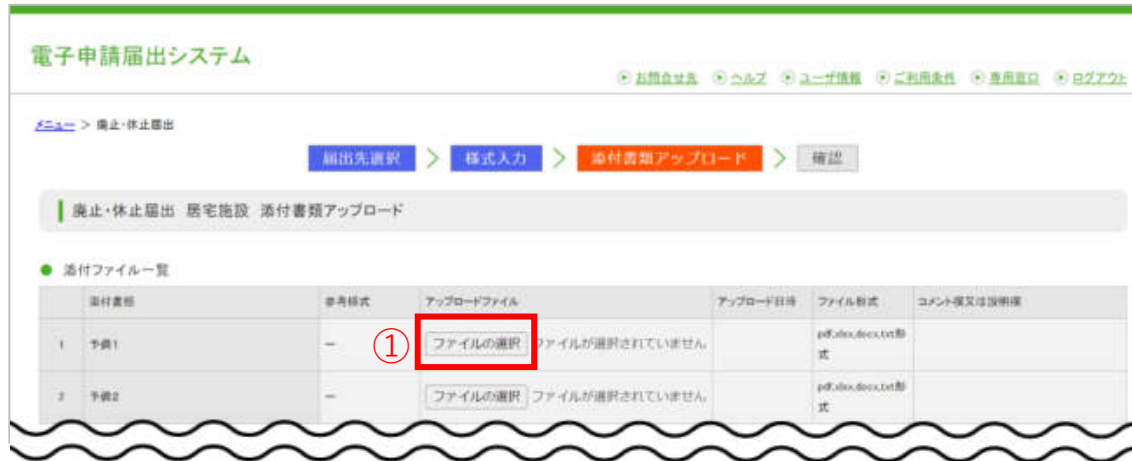 電子申請届出システム
お問合せ先 ヘルプ ユーザ情報 ご利用条件 専用窓口 ログアウト
メニュー > 廃止・休止届出
届出先選択 > 様式入力 > 添付書類アップロード > 確認
廃止・休止届出 居宅施設 添付書類アップロード
添付ファイル一覧
添付書類 参考様式 アップロードファイル アップロード日時 ファイル形式 コメント欄又は説明欄
1 予備1 ― ① ファイルの選択 ファイルが選択されていません pdf,xlsx,docx,txt形式
2 予備2 ― ファイルの選択 ファイルが選択されていません pdf,xlsx,docx,txt形式